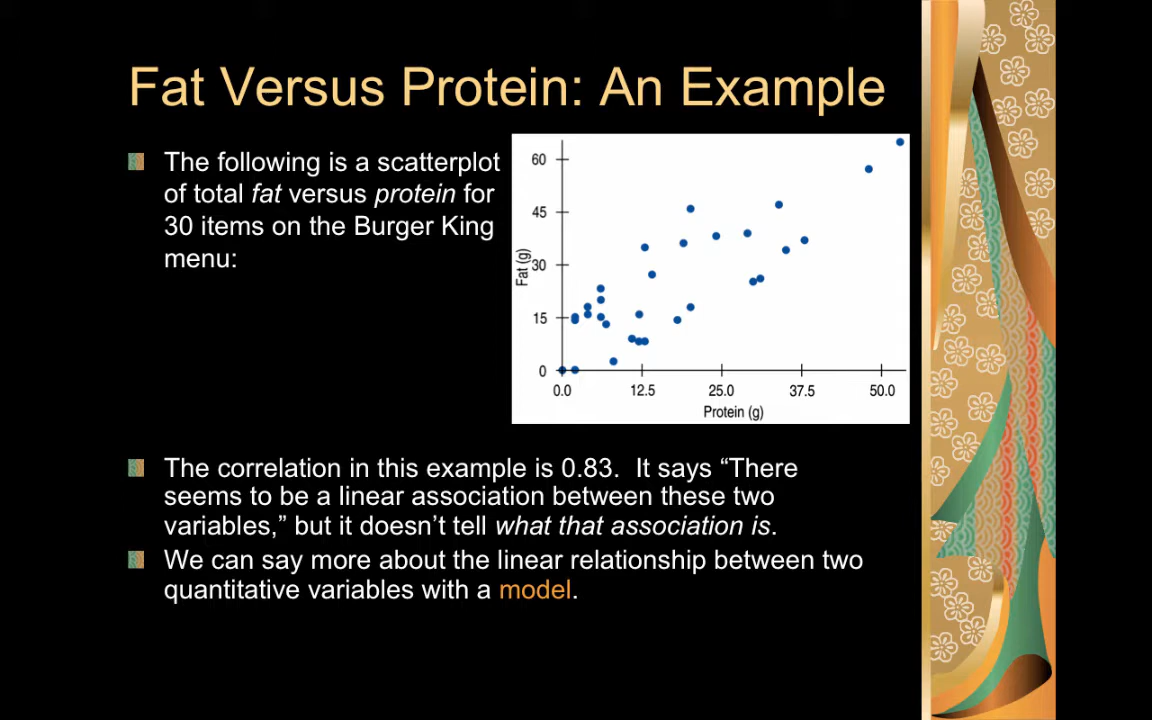 Fat Versus Protein: An Example
The following is a scatterplot
of total fat versus protein for
30 items on the Burger King
menu:
60
45
30
15
0
Fat (g)
0.0 12.5 25.0 37.5 50.0
Protein (g)
The correlation in this example is 0.83. It says “There
seems to be a linear association between these two
variables,” but it doesn’t tell what that association is.
We can say more about the linear relationship between two
quantitative variables with a model.